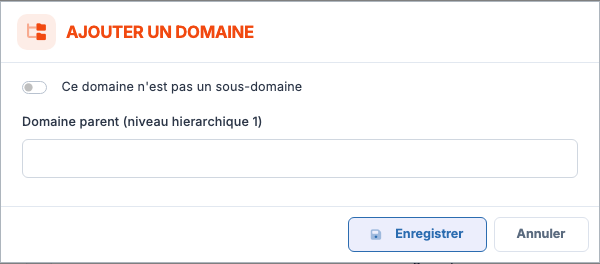 AJOUTER UN DOMAINE
Ce domaine n'est pas un sous-domaine
Domaine parent (niveau hierarchique 1)
Enregistrer
Annuler